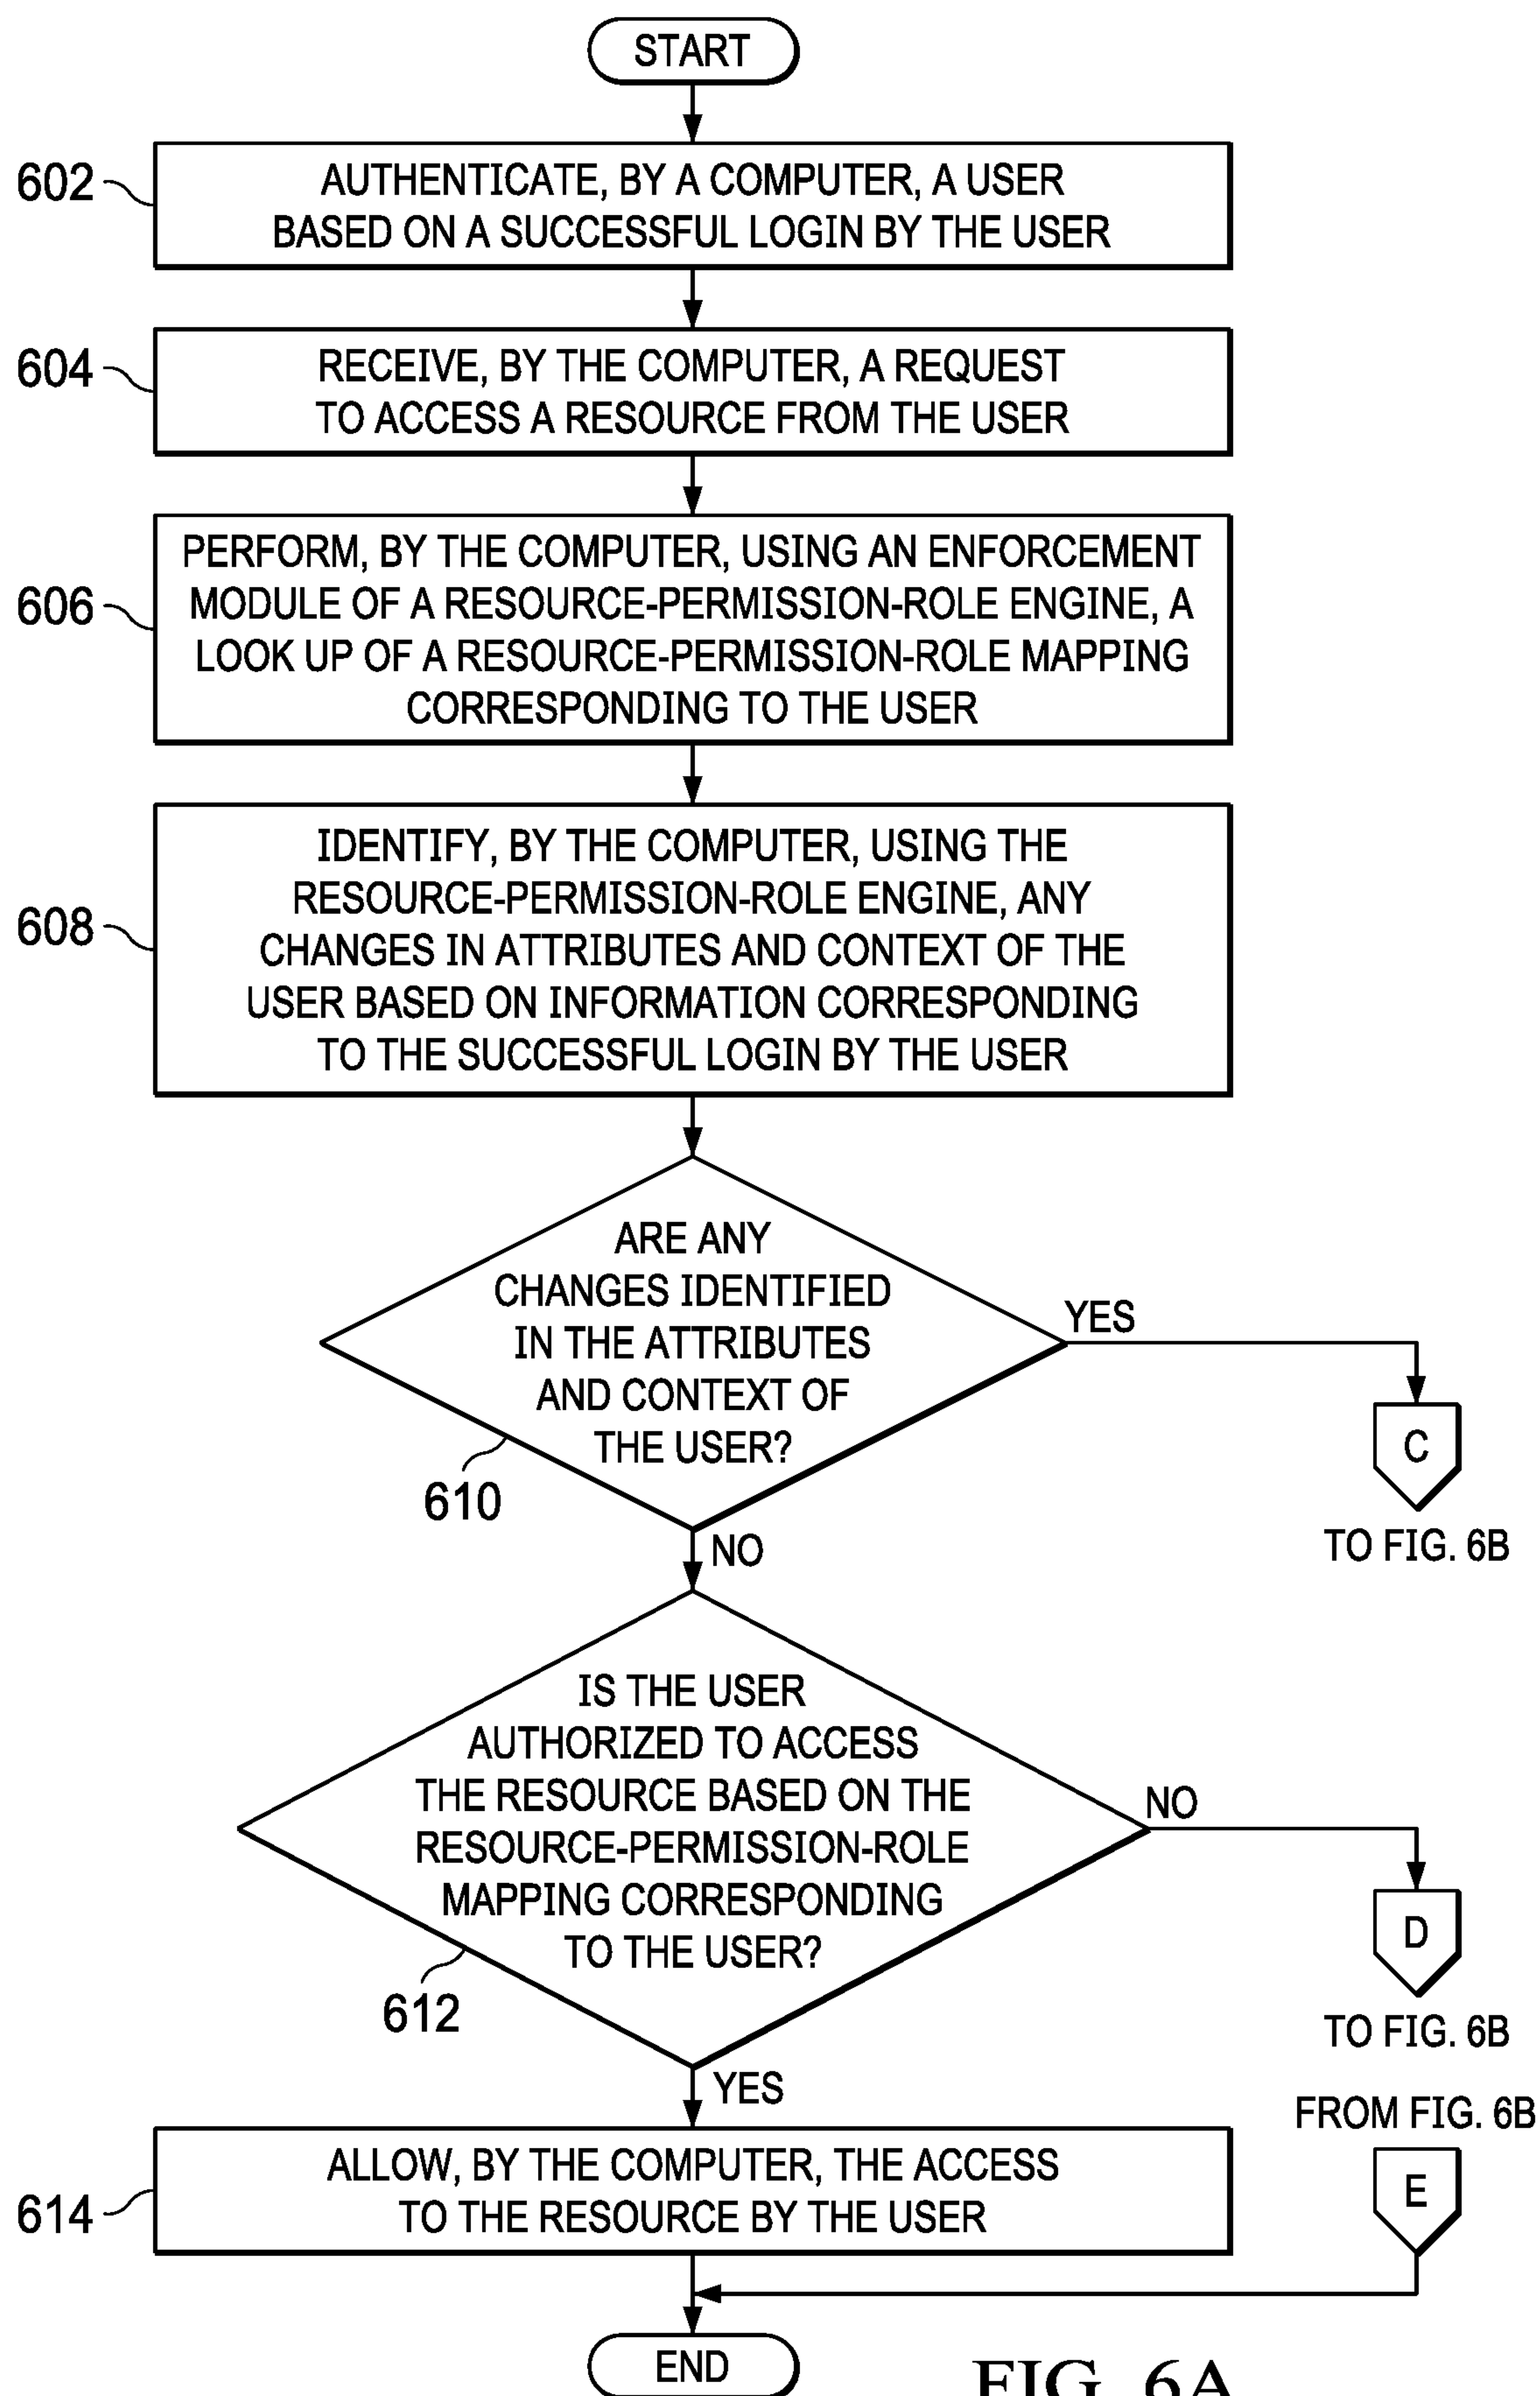 START
602
AUTHENTICATE, BY A COMPUTER, A USER
BASED ON A SUCCESSFUL LOGIN BY THE USER
604
RECEIVE, BY THE COMPUTER, A REQUEST
TO ACCESS A RESOURCE FROM THE USER
606
PERFORM, BY THE COMPUTER, USING AN ENFORCEMENT
MODULE OF A RESOURCE-PERMISSION-ROLE ENGINE, A
LOOK UP OF A RESOURCE-PERMISSION-ROLE MAPPING
CORRESPONDING TO THE USER
608
IDENTIFY, BY THE COMPUTER, USING THE
RESOURCE-PERMISSION-ROLE ENGINE, ANY
CHANGES IN ATTRIBUTES AND CONTEXT OF THE
USER BASED ON INFORMATION CORRESPONDING
TO THE SUCCESSFUL LOGIN BY THE USER
ARE ANY
CHANGES IDENTIFIED
IN THE ATTRIBUTES
AND CONTEXT OF
THE USER?
610
YES
C
TO FIG. 6B
NO
IS THE USER
AUTHORIZED TO ACCESS
THE RESOURCE BASED ON THE
RESOURCE-PERMISSION-ROLE
MAPPING CORRESPONDING
TO THE USER?
612
NO
D
TO FIG. 6B
YES
FROM FIG. 6B
E
614
ALLOW, BY THE COMPUTER, THE ACCESS
TO THE RESOURCE BY THE USER
END
FIG. 6A